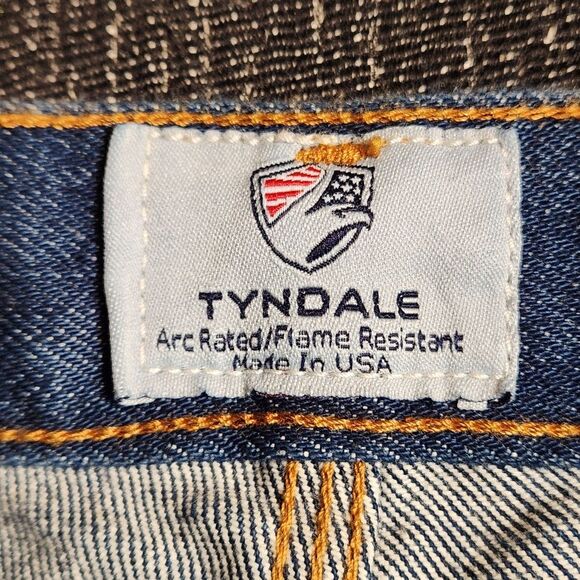 TYNDALE
Arc Rated/Flame Resistant
Made In USA